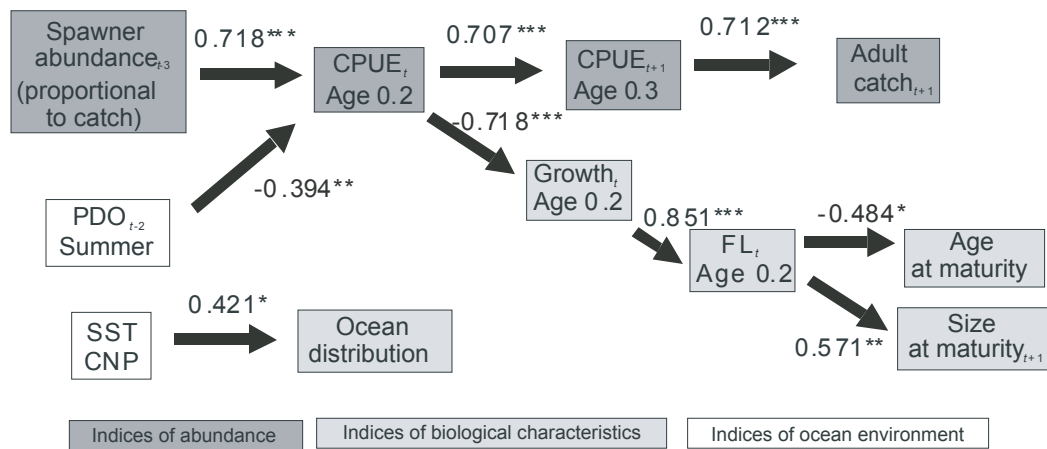 Spawner
abundance t-3
(proportional
to catch)
0.718***
CPUE t
Age 0.2
0.707***
CPUE t+1
Age 0.3
0.712***
Adult
catch t+1
-0.718***
-0.394**
PDO t-2
Summer
Growth t
Age 0.2
0.851***
FL t
Age 0.2
-0.484*
Age
at maturity
0.571**
Size
at maturity t+1
SST
CNP
0.421*
Ocean
distribution
Indices of abundance
Indices of biological characteristics
Indices of ocean environment